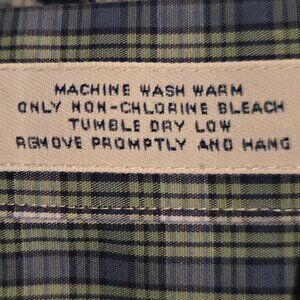 MACHINE WASH WARM
ONLY NON-CHLORINE BLEACH
TUMBLE DRY LOW
REMOVE PROMPTLY AND HANG